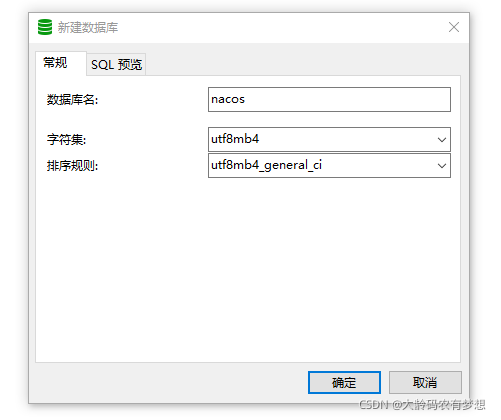 新建数据库
常规
SQL 预览
数据库名:
nacos
字符集:
utf8mb4
排序规则:
utf8mb4_general_ci
确定
取消
CSDN @大龄码农有梦想